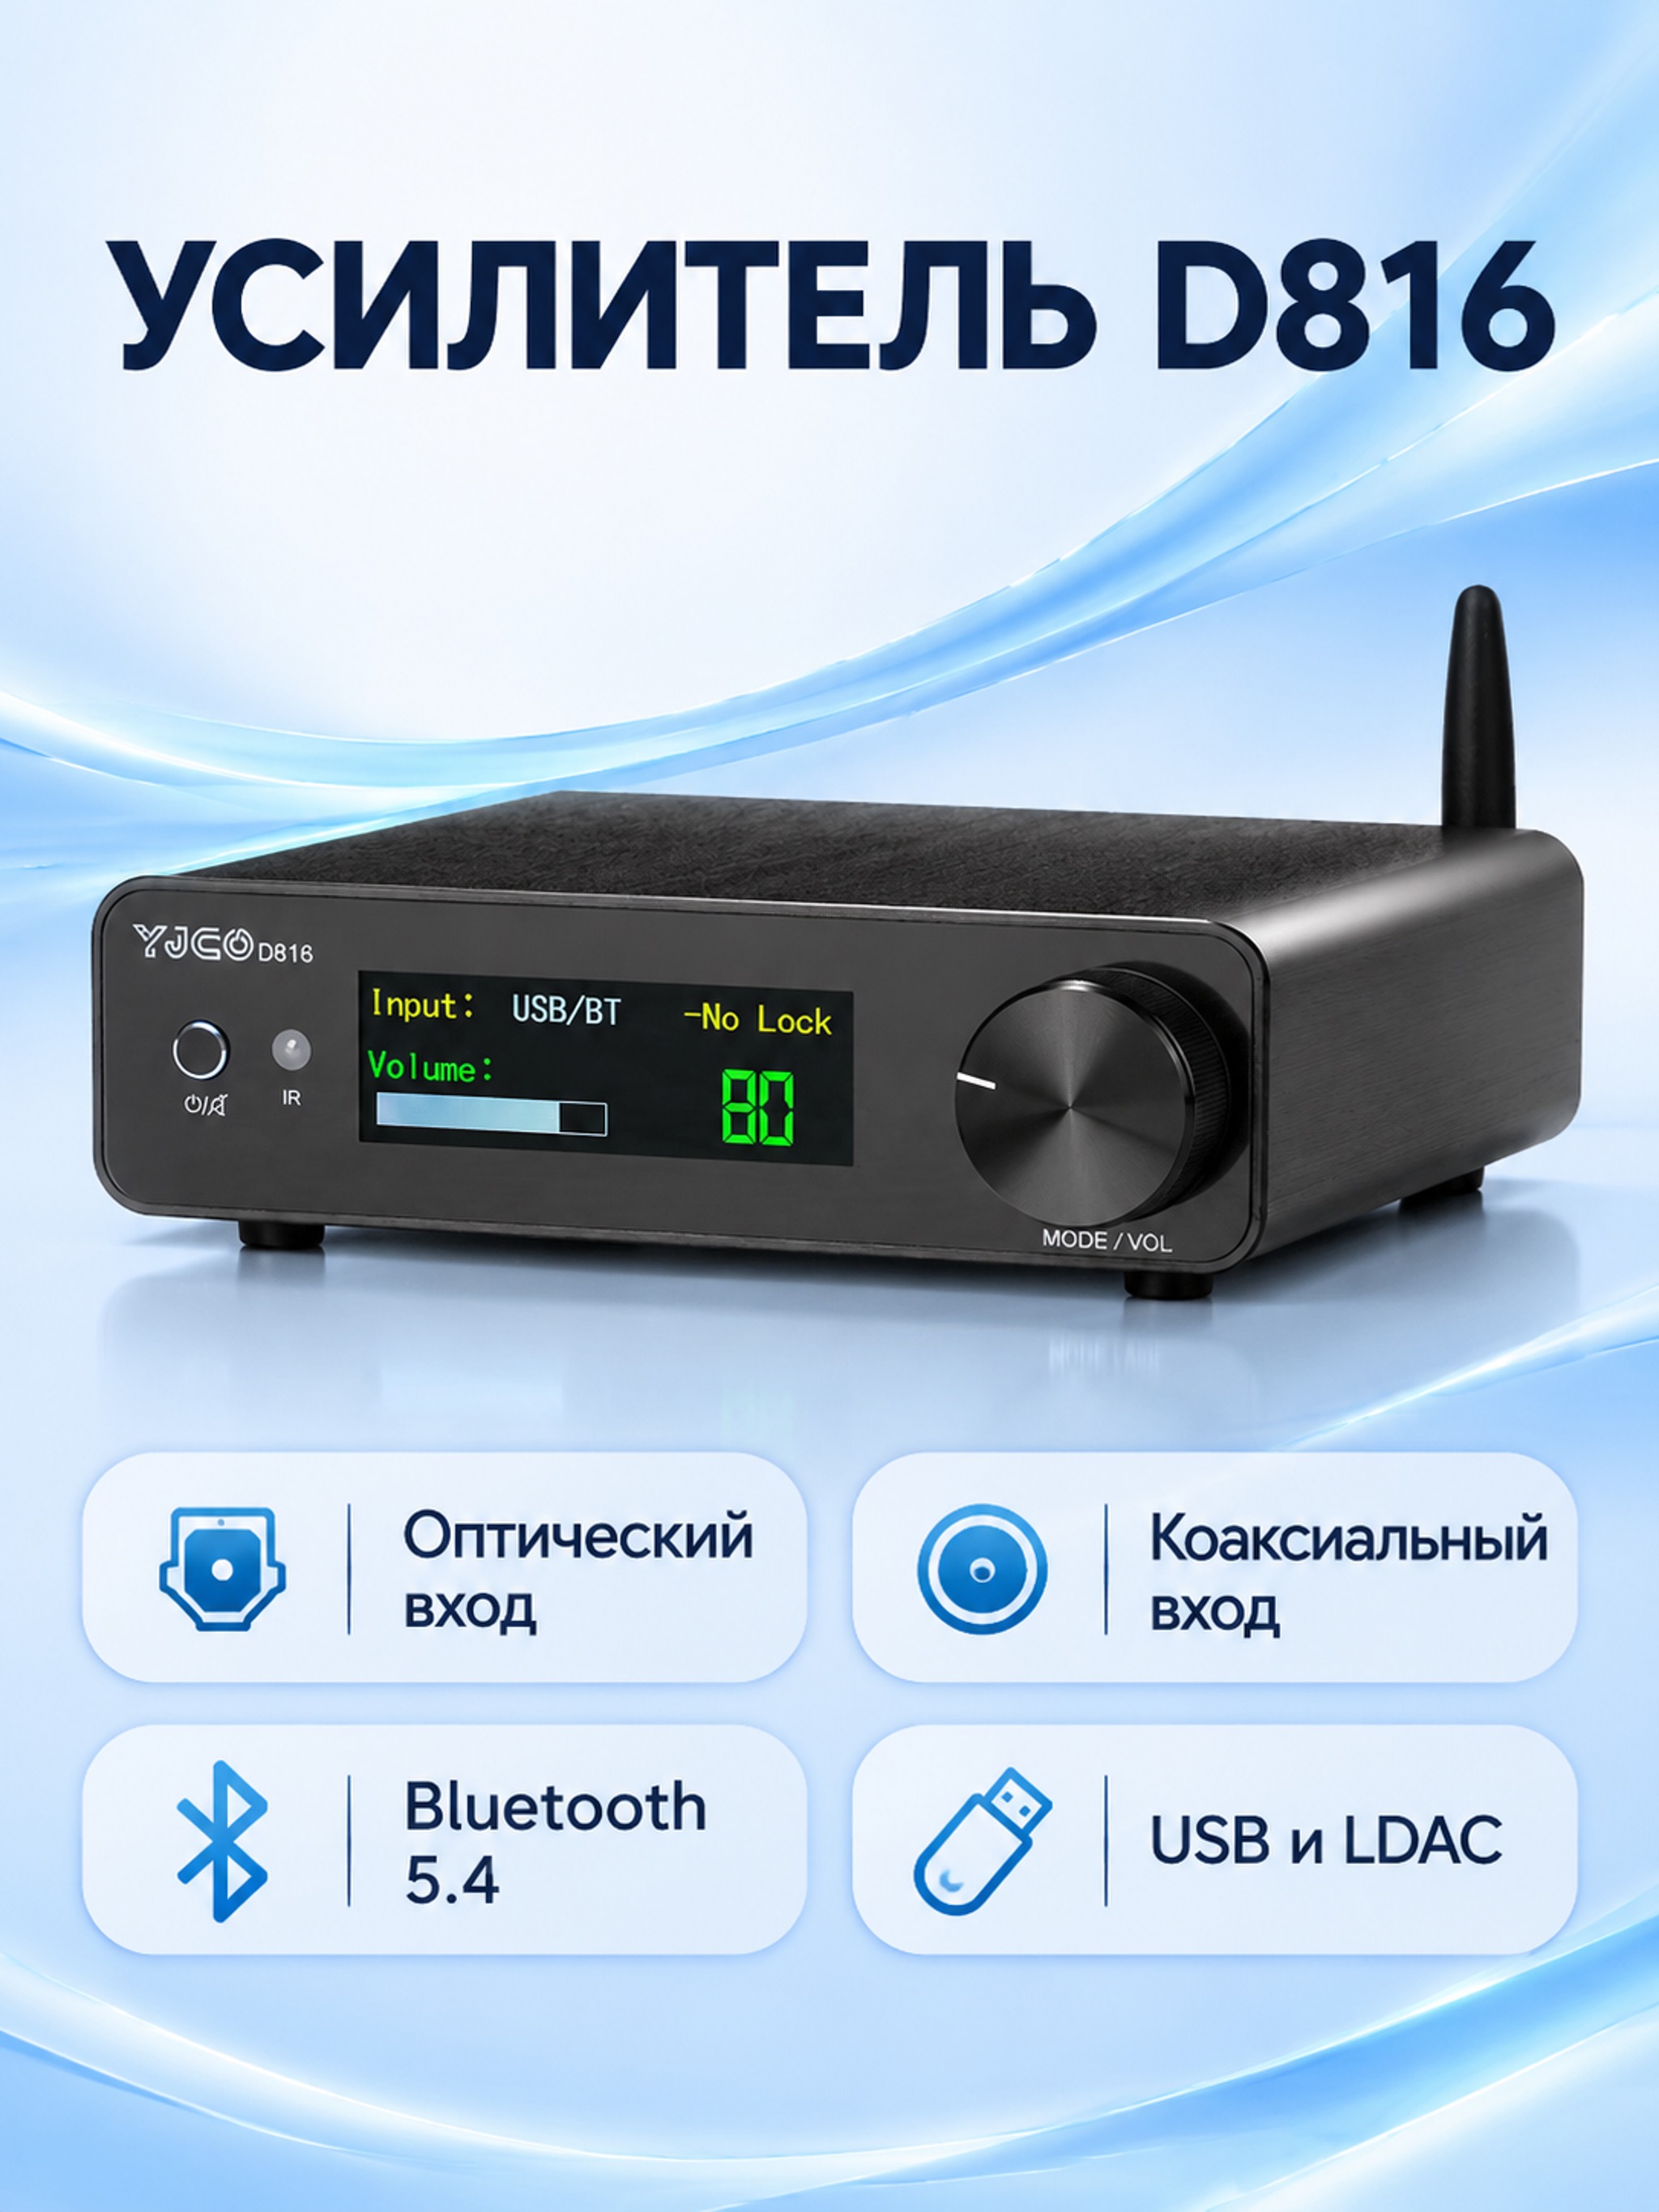 УСИЛИТЕЛЬ D816
YJCO D816
Input: USB/BT -No Lock
Volume: 80
IR
MODE / VOL
Оптический
вход
Коаксиальный
вход
Bluetooth
5.4
USB и LDAC